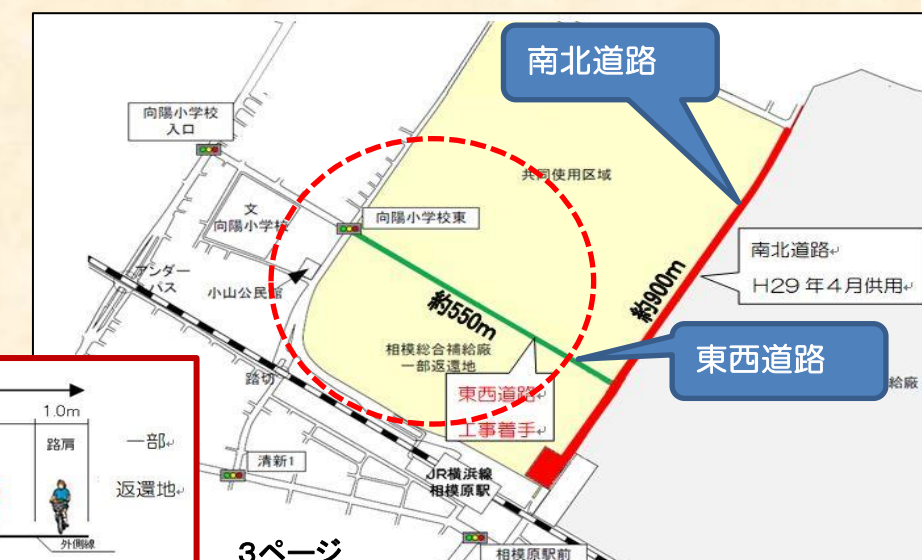 南北道路
向陽小学校
入口
共同使用区域
文
向陽小学校
向陽小学校東
南北道路
H29年4月供用
アンダー
パス
小山公民館
約900m
約550m
東西道路
相模総合補給廠
一部返還地
給廠
踏切
東西道路
工事着手
1.0m
路肩
一部
返還地
清新1
JR横浜線
相模原駅
外側線
3ページ
相模原駅前